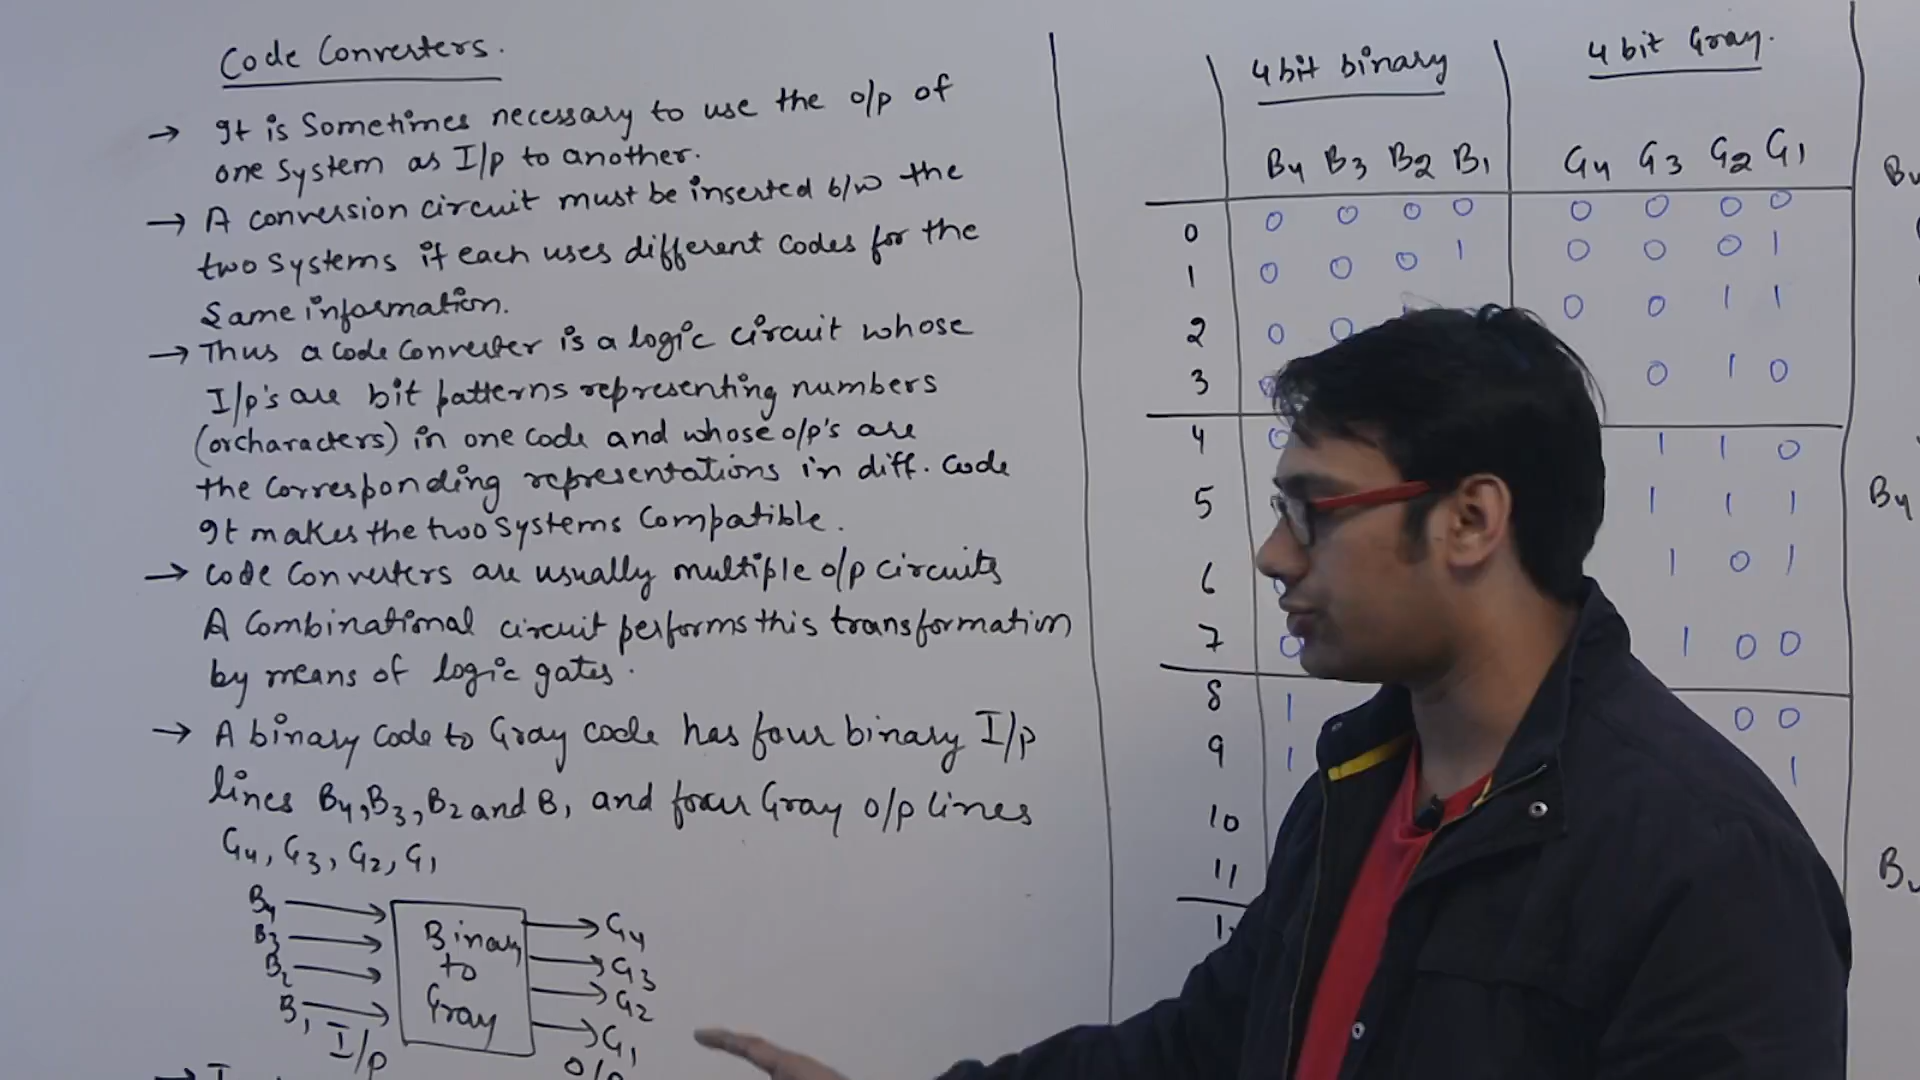 Code Converters.
→ It is Sometimes necessary to use the o/p of
one system as I/p to another.
→ A conversion circuit must be inserted b/w the
two systems if each uses different codes for the
Same information.
→ Thus a Code Converter is a logic circuit whose
I/p's are bit patterns representing numbers
(or characters) in one code and whose o/p's are
the corresponding representations in diff. code
It makes the two systems Compatible.
→ Code Converters are usually multiple o/p circuits
A Combinational circuit performs this transformation
by means of logic gates.
→ A binary code to Gray code has four binary I/p
lines B4, B3, B2 and B1 and four Gray o/p lines
G4, G3, G2, G1
B4 G4
B3 G3
B2 G2
B1 G1
Binary
to
Gray
I/p
4 bit binary 4 bit Gray.
B4 B3 B2 B1 G4 G3 G2 G1
0 0 0 0 0 0 0 0 0
1 0 0 0 1 0 0 0 1
2 0 0 0 0 1 1
3 0 0 1 0
4 0 1 1 0
5 1 1 1
6 1 0 1
7 0 1 0 0
8 1 0 0
9 1 1
10
11
B4